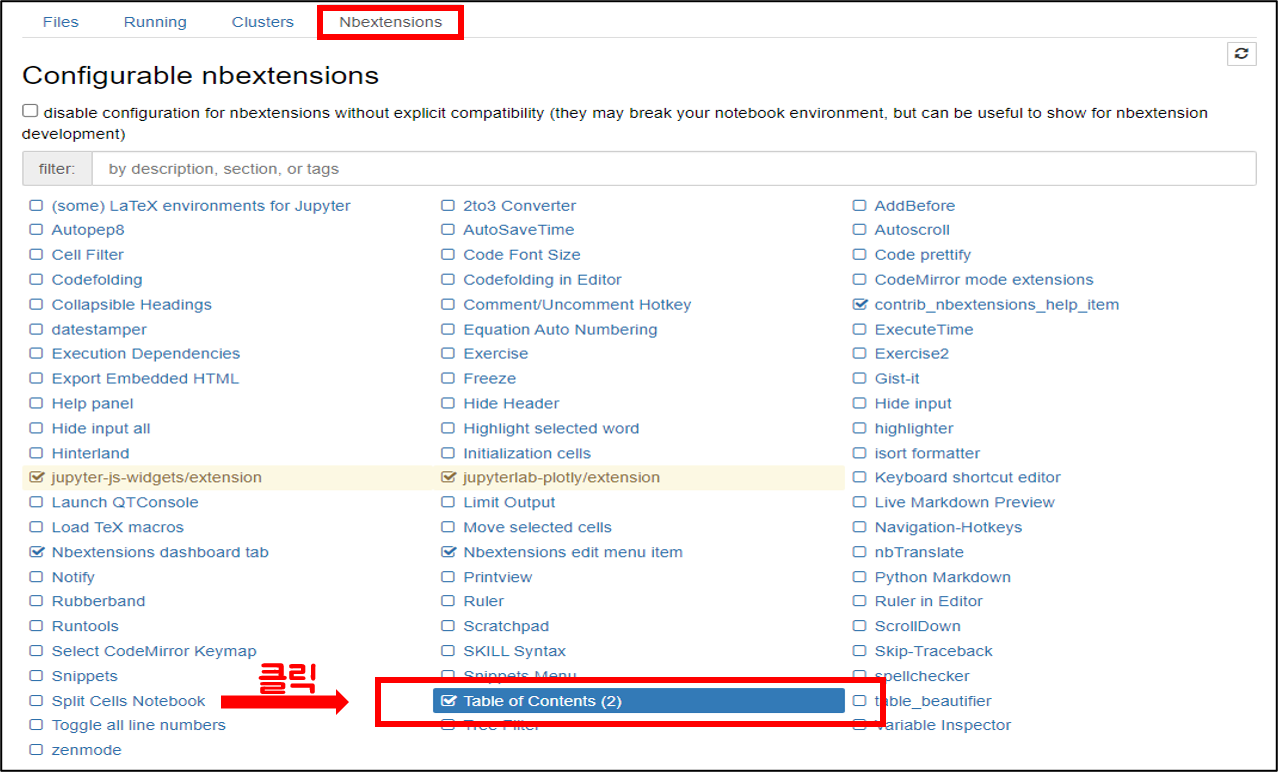 Files Running Clusters Nbextensions
Configurable nbextensions
disable configuration for nbextensions without explicit compatibility (they may break your notebook environment, but can be useful to show for nbextension
development)
filter: by description, section, or tags
(some) LaTeX environments for Jupyter 2to3 Converter AddBefore
Autopep8 AutoSaveTime Autoscroll
Cell Filter Code Font Size Code prettify
Codefolding Codefolding in Editor CodeMirror mode extensions
Collapsible Headings Comment/Uncomment Hotkey contrib_nbextensions_help_item
datestamper Equation Auto Numbering ExecuteTime
Execution Dependencies Exercise Exercise2
Export Embedded HTML Freeze Gist-it
Help panel Hide Header Hide input
Hide input all Highlight selected word highlighter
Hinterland Initialization cells isort formatter
jupyter-js-widgets/extension jupyterlab-plotly/extension Keyboard shortcut editor
Launch QTConsole Limit Output Live Markdown Preview
Load TeX macros Move selected cells Navigation-Hotkeys
Nbextensions dashboard tab Nbextensions edit menu item nbTranslate
Notify Printview Python Markdown
Rubberband Ruler Ruler in Editor
Runtools Scratchpad ScrollDown
Select CodeMirror Keymap SKILL Syntax Skip-Traceback
Snippets Snippets Menu spellchecker
클릭
Split Cells Notebook Table of Contents (2) table_beautifier
Toggle all line numbers Tree Filter Variable Inspector
zenmode